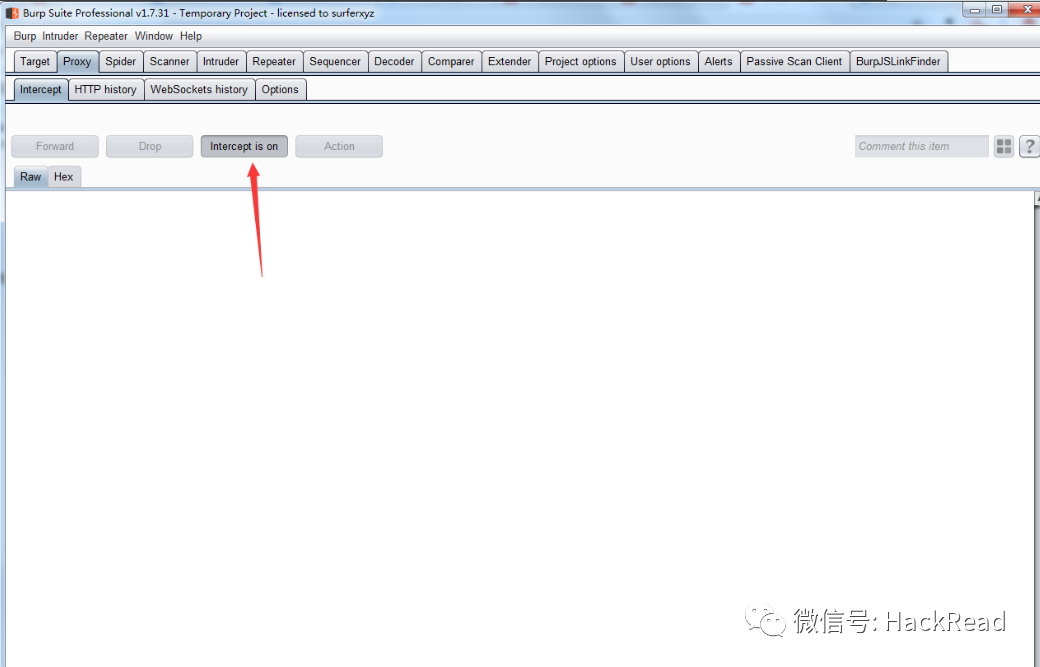 Burp Suite Professional v1.7.31 - Temporary Project - licensed to surferxyz
Burp Intruder Repeater Window Help
Target Proxy Spider Scanner Intruder Repeater Sequencer Decoder Comparer Extender Project options User options Alerts Passive Scan Client BurpJSLinkFinder
Intercept HTTP history WebSockets history Options
Forward Drop Intercept is on Action Comment this item ?
Raw Hex
微信号: HackRead